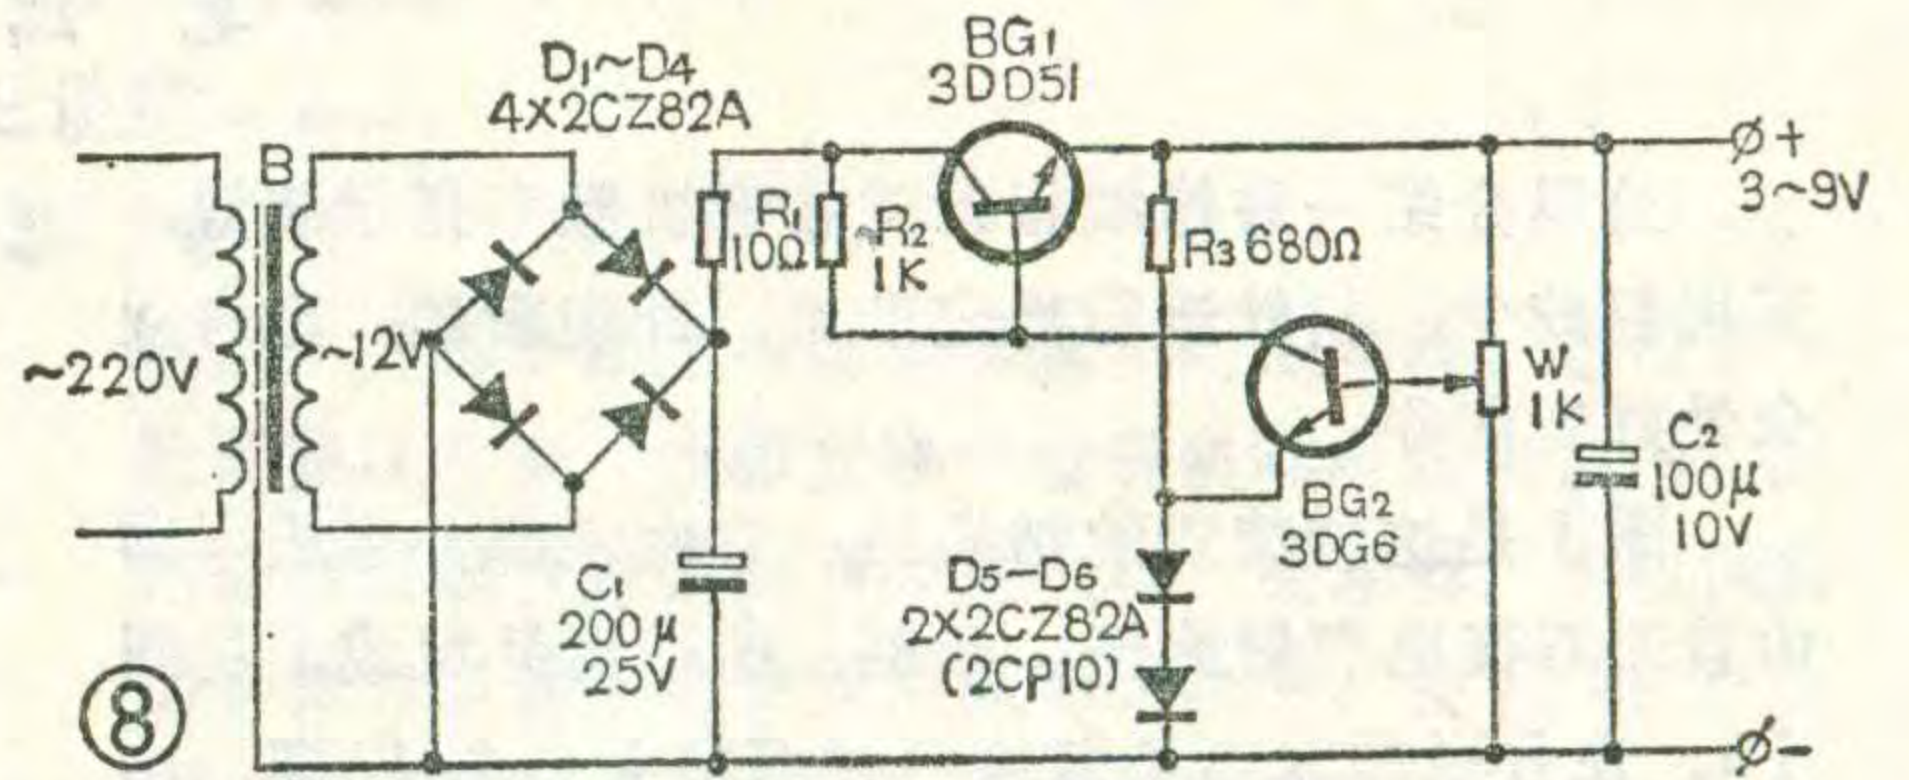 D1~D4
4X2CZ82A
BG1
3DD51
B
~220V
~12V
R1
10Ω
R2
1K
R3 680Ω
+
3~9V
W
1K
C2
100μ
10V
BG2
3DG6
C1
200μ
25V
D5-D6
2X2CZ82A
(2CP10)
-
⑧